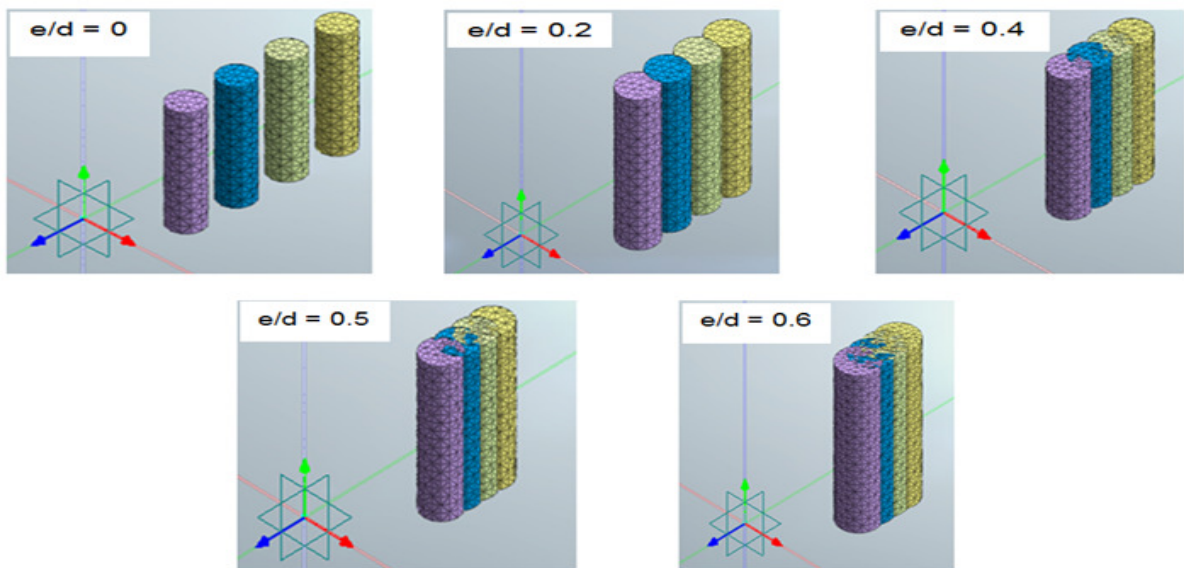 e/d = 0
e/d = 0.2
e/d = 0.4
e/d = 0.5
e/d = 0.6